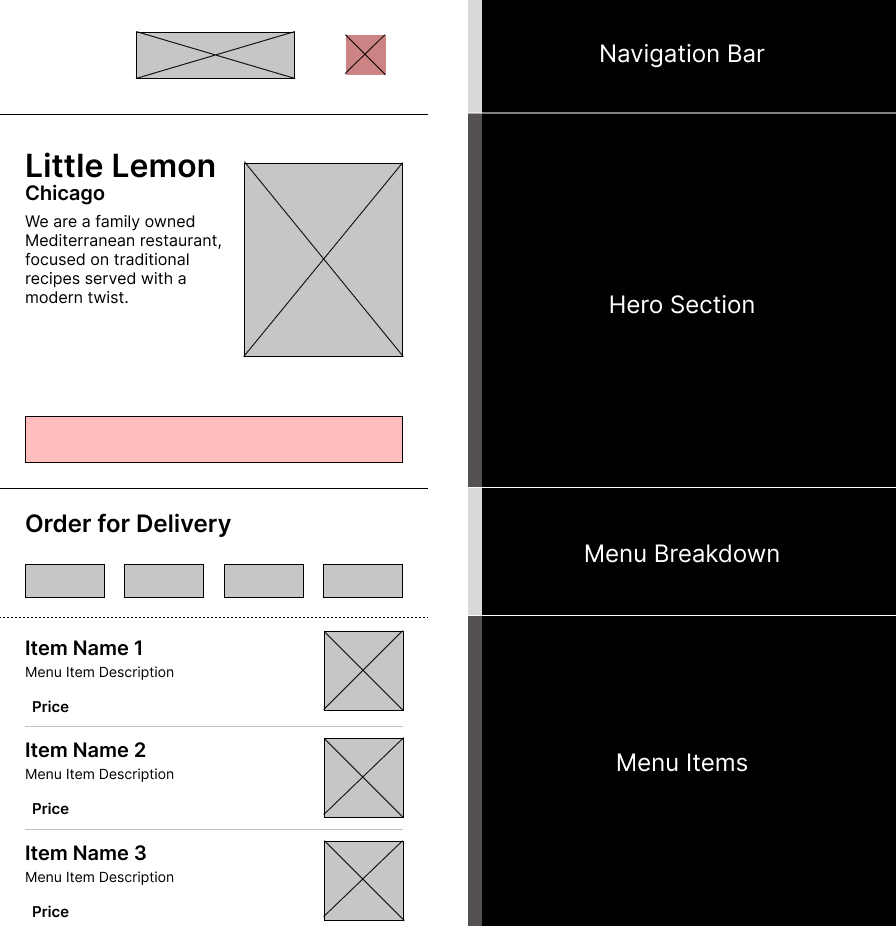 Navigation Bar
Little Lemon
Chicago
We are a family owned
Mediterranean restaurant,
focused on traditional
recipes served with a
modern twist.
Hero Section
Order for Delivery
Menu Breakdown
Item Name 1
Menu Item Description
Price
Item Name 2
Menu Item Description
Price
Item Name 3
Menu Item Description
Price
Menu Items